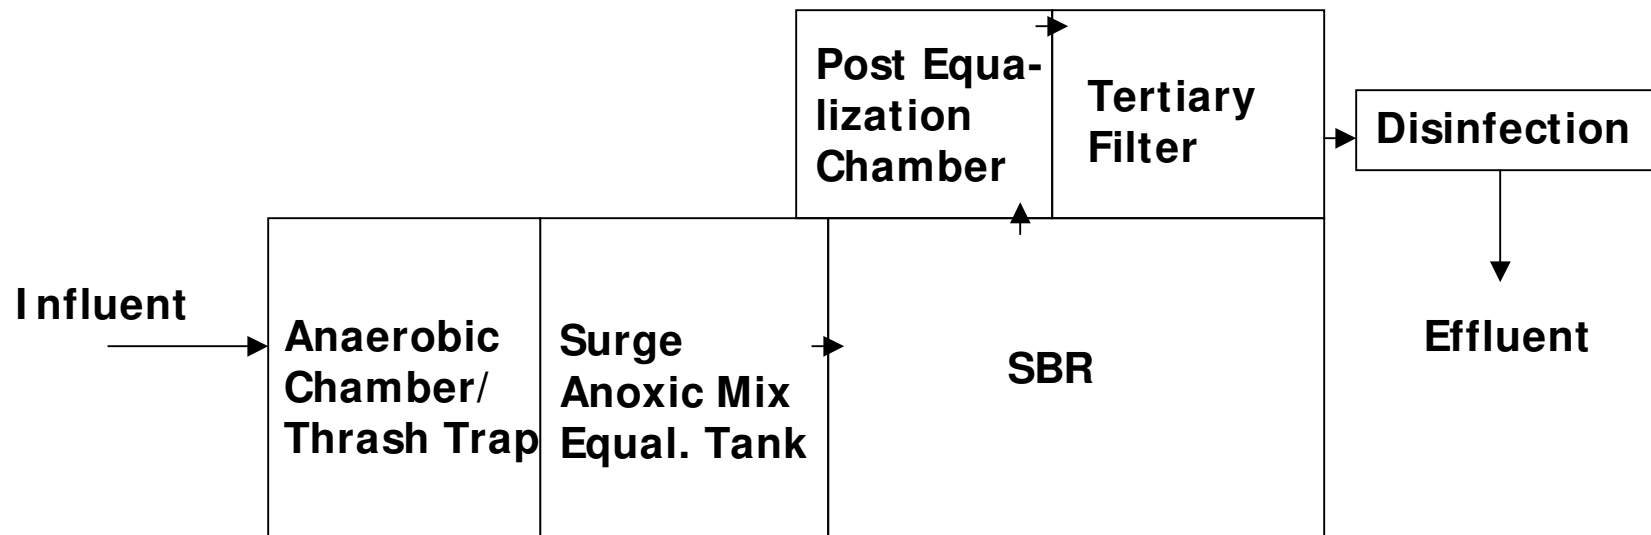 Influent
Anaerobic
Chamber/
Thrash Trap
Surge
Anoxic Mix
Equal. Tank
SBR
Post Equa-
lization
Chamber
Tertiary
Filter
Disinfection
Effluent